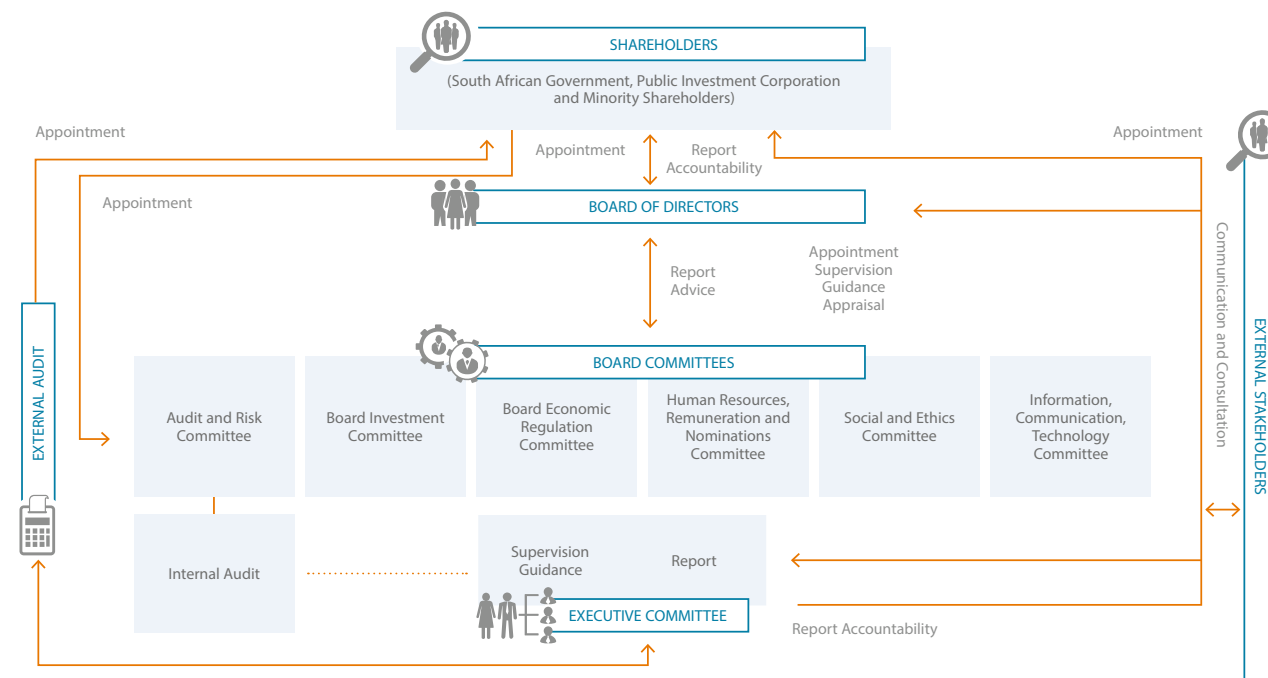 SHAREHOLDERS
(South African Government, Public Investment Corporation
and Minority Shareholders)
Appointment
Appointment
Appointment
Report
Accountability
Appointment
Appointment
BOARD OF DIRECTORS
Report
Advice
Appointment
Supervision
Guidance
Appraisal
Communication and Consultation
EXTERNAL STAKEHOLDERS
EXTERNAL AUDIT
BOARD COMMITTEES
Audit and Risk
Committee
Board Investment
Committee
Board Economic
Regulation
Committee
Human Resources,
Remuneration and
Nominations
Committee
Social and Ethics
Committee
Information,
Communication,
Technology
Committee
Internal Audit
Supervision
Guidance
Report
EXECUTIVE COMMITTEE
Report Accountability